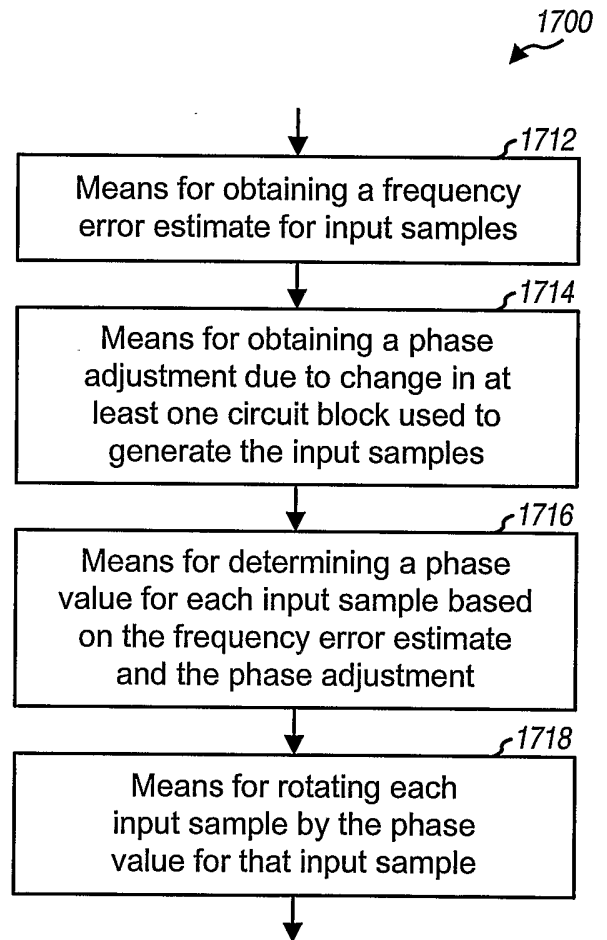 1700
1712
Means for obtaining a frequency
error estimate for input samples
1714
Means for obtaining a phase
adjustment due to change in at
least one circuit block used to
generate the input samples
1716
Means for determining a phase
value for each input sample based
on the frequency error estimate
and the phase adjustment
1718
Means for rotating each
input sample by the phase
value for that input sample